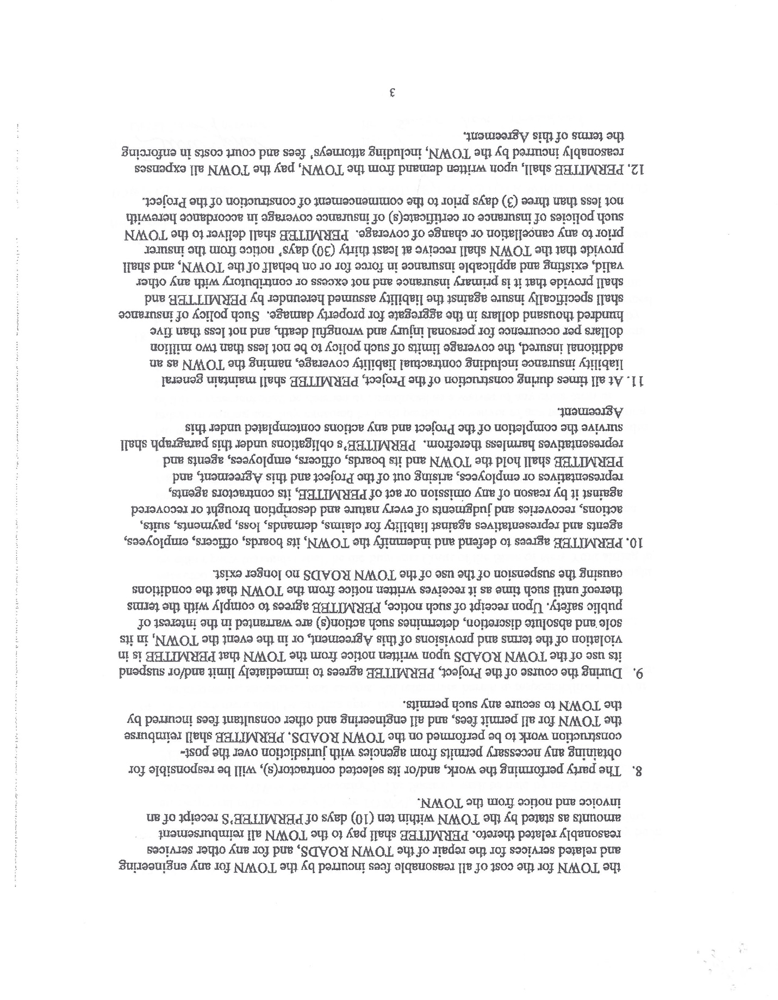 the TOWN for the cost of all reasonable fees incurred by the TOWN for any engineering
and related services for the repair of the TOWN ROADS, and for any other services
reasonably related thereto. PERMITEE shall pay to the TOWN all reimbursement
amounts as stated by the TOWN within ten (10) days of PERMITEE'S receipt of an
invoice and notice from the TOWN.
8. The party performing the work, and/or its selected contractor(s), will be responsible for
obtaining any necessary permits from agencies with jurisdiction over the post-
construction work to be performed on the TOWN ROADS. PERMITEE shall reimburse
the TOWN for all permit fees, and all engineering and other consultant fees incurred by
the TOWN to secure any such permits.
9. During the course of the Project, PERMITEE agrees to immediately limit and/or suspend
its use of the TOWN ROADS upon written notice from the TOWN that PERMITEE is in
violation of the terms and provisions of this Agreement, or in the event the TOWN, in its
sole and absolute discretion, determines such action(s) are warranted in the interest of
public safety. Upon receipt of such notice, PERMITEE agrees to comply with the terms
thereof until such time as it receives written notice from the TOWN that the conditions
causing the suspension of the use of the TOWN ROADS no longer exist.
10. PERMITEE agrees to defend and indemnify the TOWN, its boards, officers, employees,
agents and representatives against liability for claims, demands, loss, payments, suits,
actions, recoveries and judgments of every nature and description brought or recovered
against it by reason of any omission or act of PERMITEE, its contractors agents,
representatives or employees, arising out of the Project and this Agreement, and
PERMITEE shall hold the TOWN and its boards, officers, employees, agents and
representatives harmless therefrom. PERMITEE's obligations under this paragraph shall
survive the completion of the Project and any actions contemplated under this
Agreement.
11. At all times during construction of the Project, PERMITEE shall maintain general
liability insurance including contractual liability coverage, naming the TOWN as an
additional insured, the coverage limits of such policy to be not less than two million
dollars per occurrence for personal injury and wrongful death, and not less than five
hundred thousand dollars in the aggregate for property damage. Such policy of insurance
shall specifically insure against the liability assumed hereunder by PERMITTEE and
shall provide that it is primary insurance and not excess or contributory with any other
valid, existing and applicable insurance in force for or on behalf of the TOWN, and shall
provide that the TOWN shall receive at least thirty (30) days' notice from the insurer
prior to any cancellation or change of coverage. PERMITEE shall deliver to the TOWN
such policies of insurance or certificate(s) of insurance coverage in accordance herewith
not less than three (3) days prior to the commencement of construction of the Project.
12. PERMITEE shall, upon written demand from the TOWN, pay the TOWN all expenses
reasonably incurred by the TOWN, including attorneys' fees and court costs in enforcing
the terms of this Agreement.
3